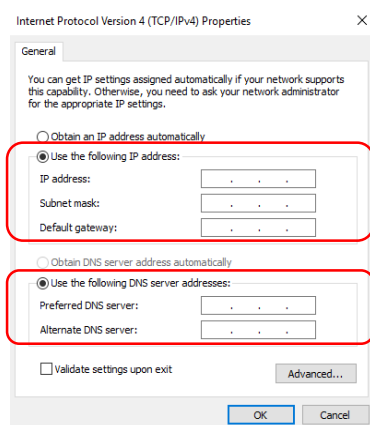 Internet Protocol Version 4 (TCP/IPv4) Properties
General
You can get IP settings assigned automatically if your network supports
this capability. Otherwise, you need to ask your network administrator
for the appropriate IP settings.
Obtain an IP address automatically
Use the following IP address:
IP address:
. . .
Subnet mask:
. . .
Default gateway:
. . .
Obtain DNS server address automatically
Use the following DNS server addresses:
Preferred DNS server:
. . .
Alternate DNS server:
. . .
Validate settings upon exit
Advanced...
OK
Cancel